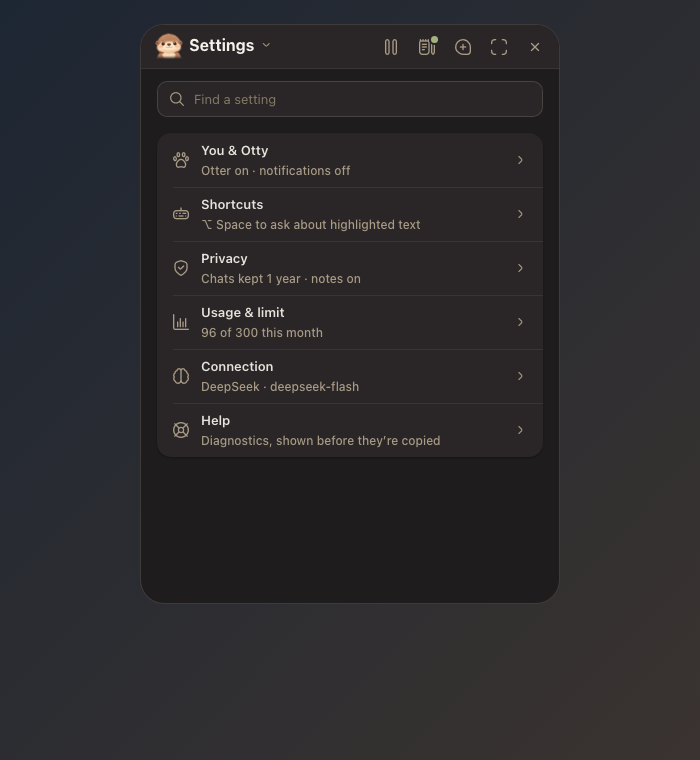 Settings
Find a setting
You & Otty
Otter on · notifications off
Shortcuts
⌥ Space to ask about highlighted text
Privacy
Chats kept 1 year · notes on
Usage & limit
96 of 300 this month
Connection
DeepSeek · deepseek-flash
Help
Diagnostics, shown before they’re copied